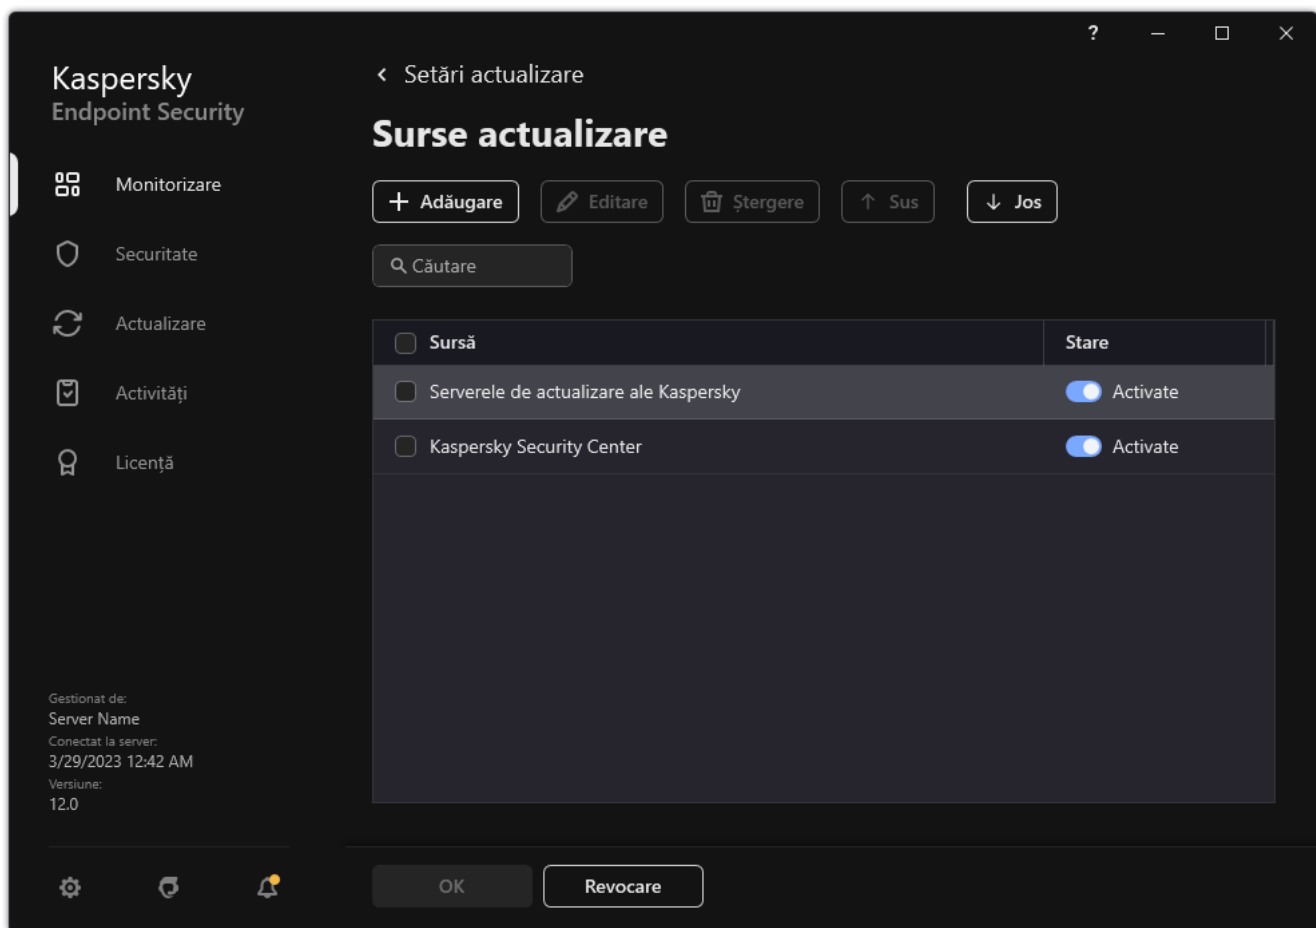 ?
Kaspersky
Endpoint Security
Setări actualizare
Surse actualizare
Monitorizare
Securitate
Actualizare
Activități
Licență
Adăugare Editare Ștergere Sus Jos
Căutare
Sursă Stare
Serverele de actualizare ale Kaspersky Activate
Kaspersky Security Center Activate
Gestionat de:
Server Name
Conectat la server:
3/29/2023 12:42 AM
Versiune:
12.0
OK Revocare